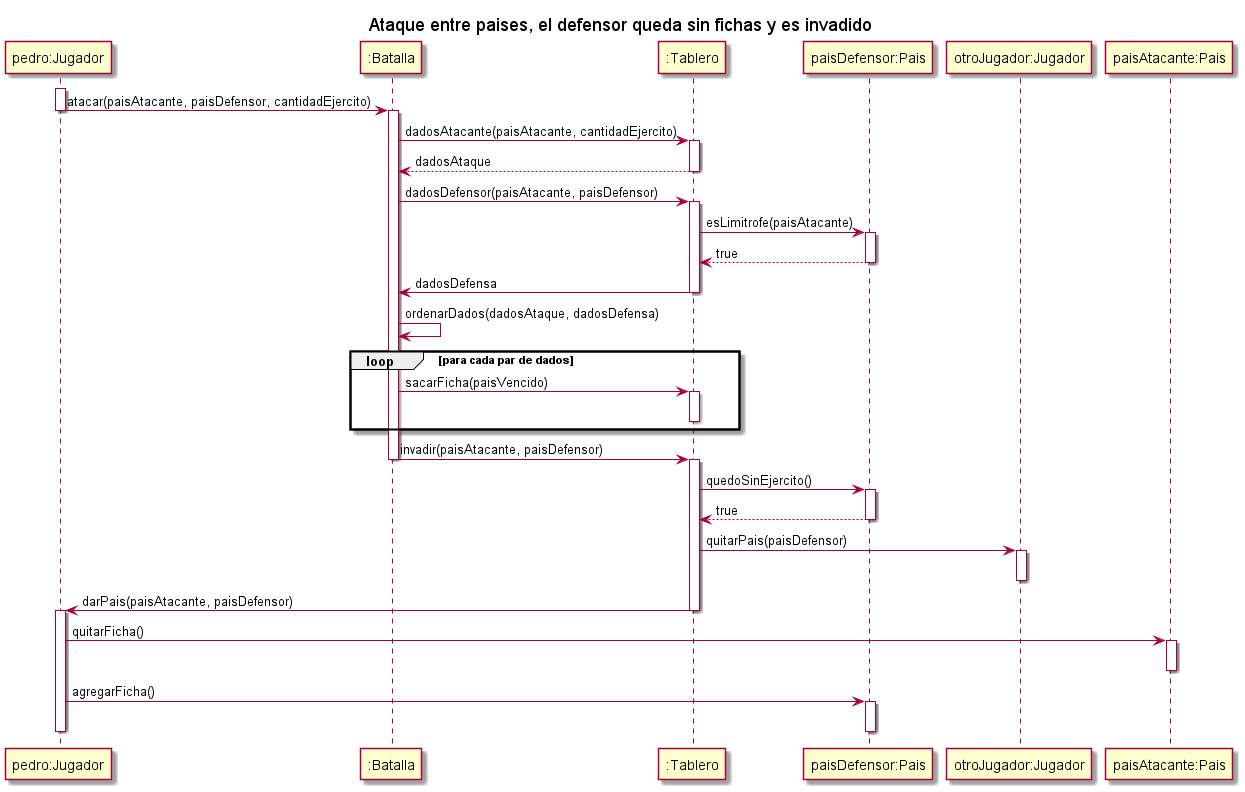 Ataque entre paises, el defensor queda sin fichas y es invadido
pedro:Jugador
:Batalla
:Tablero
paisDefensor:Pais
otroJugador:Jugador
paisAtacante:Pais
atacar(paisAtacante, paisDefensor, cantidadEjercito)
dadosAtacante(paisAtacante, cantidadEjercito)
dadosAtaque
dadosDefensor(paisAtacante, paisDefensor)
esLimitrofe(paisAtacante)
true
dadosDefensa
ordenarDados(dadosAtaque, dadosDefensa)
loop
[para cada par de dados]
sacarFicha(paisVencido)
invadir(paisAtacante, paisDefensor)
quedoSinEjercito()
true
quitarPais(paisDefensor)
darPais(paisAtacante, paisDefensor)
quitarFicha()
agregarFicha()
pedro:Jugador
:Batalla
:Tablero
paisDefensor:Pais
otroJugador:Jugador
paisAtacante:Pais